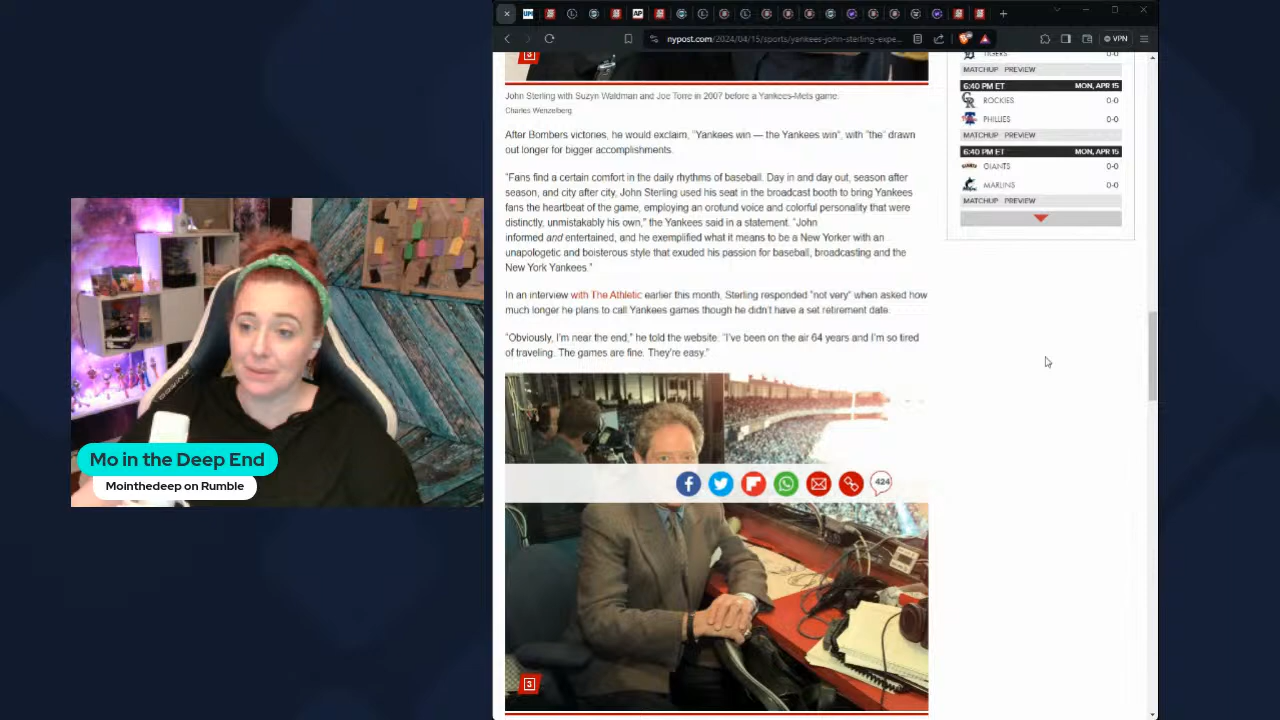 nypost.com/2024/04/15/sports/yankees-john-sterling-expe...
VPN
3
John Sterling with Suzyn Waldman and Joe Torre in 2007 before a Yankees-Mets game.
Charles Wenzelberg
After Bombers victories, he would exclaim, "Yankees win — the Yankees win", with "the" drawn
out longer for bigger accomplishments.
"Fans find a certain comfort in the daily rhythms of baseball. Day in and day out, season after
season, and city after city, John Sterling used his seat in the broadcast booth to bring Yankees
fans the heartbeat of the game, employing an orotund voice and colorful personality that were
distinctly, unmistakably his own," the Yankees said in a statement. "John
informed and entertained, and he exemplified what it means to be a New Yorker with an
unapologetic and boisterous style that exuded his passion for baseball, broadcasting and the
New York Yankees."
In an interview with The Athletic earlier this month, Sterling responded "not very" when asked how
much longer he plans to call Yankees games though he didn't have a set retirement date.
"Obviously, I'm near the end," he told the website. "I've been on the air 64 years and I'm so tired
of traveling. The games are fine. They're easy."
424
3
TIGERS 0-0
MATCHUP PREVIEW
6:40 PM ET MON, APR 15
ROCKIES 0-0
PHILLIES 0-0
MATCHUP PREVIEW
6:40 PM ET MON, APR 15
GIANTS 0-0
MARLINS 0-0
MATCHUP PREVIEW
Mo in the Deep End
Mointhedeep on Rumble